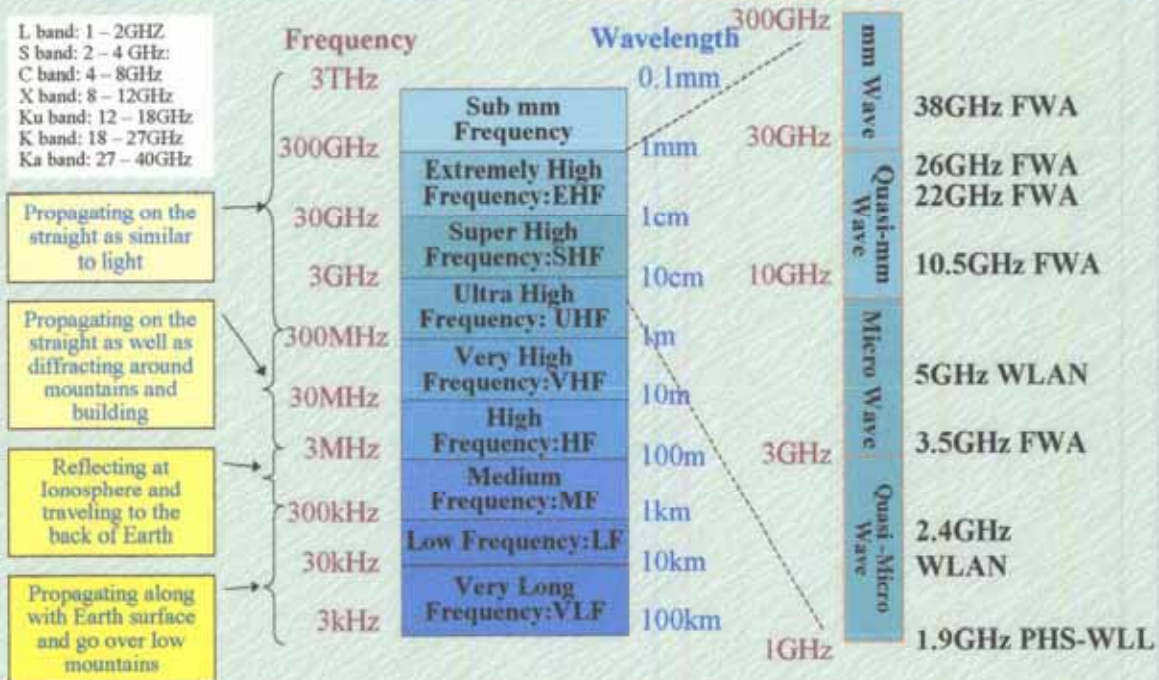 L band: 1 – 2GHZ
S band: 2 – 4 GHz:
C band: 4 – 8GHz
X band: 8 – 12GHz
Ku band: 12 – 18GHz
K band: 18 – 27GHz
Ka band: 27 – 40GHz
Propagating on the
straight as similar
to light
Propagating on the
straight as well as
diffracting around
mountains and
building
Reflecting at
Ionosphere and
traveling to the
back of Earth
Propagating along
with Earth surface
and go over low
mountains
Frequency
3THz
300GHz
30GHz
3GHz
300MHz
30MHz
3MHz
300kHz
30kHz
3kHz
Sub mm
Frequency
Extremely High
Frequency:EHF
Super High
Frequency:SHF
Ultra High
Frequency: UHF
Very High
Frequency:VHF
High
Frequency:HF
Medium
Frequency:MF
Low Frequency:LF
Very Long
Frequency:VLF
Wavelength
0.1mm
1mm
1cm
10cm
1m
10m
100m
1km
10km
100km
300GHz
30GHz
10GHz
3GHz
1GHz
mm Wave
Quasi-mm
Wave
Micro Wave
Quasi -Micro
Wave
38GHz FWA
26GHz FWA
22GHz FWA
10.5GHz FWA
5GHz WLAN
3.5GHz FWA
2.4GHz
WLAN
1.9GHz PHS-WLL